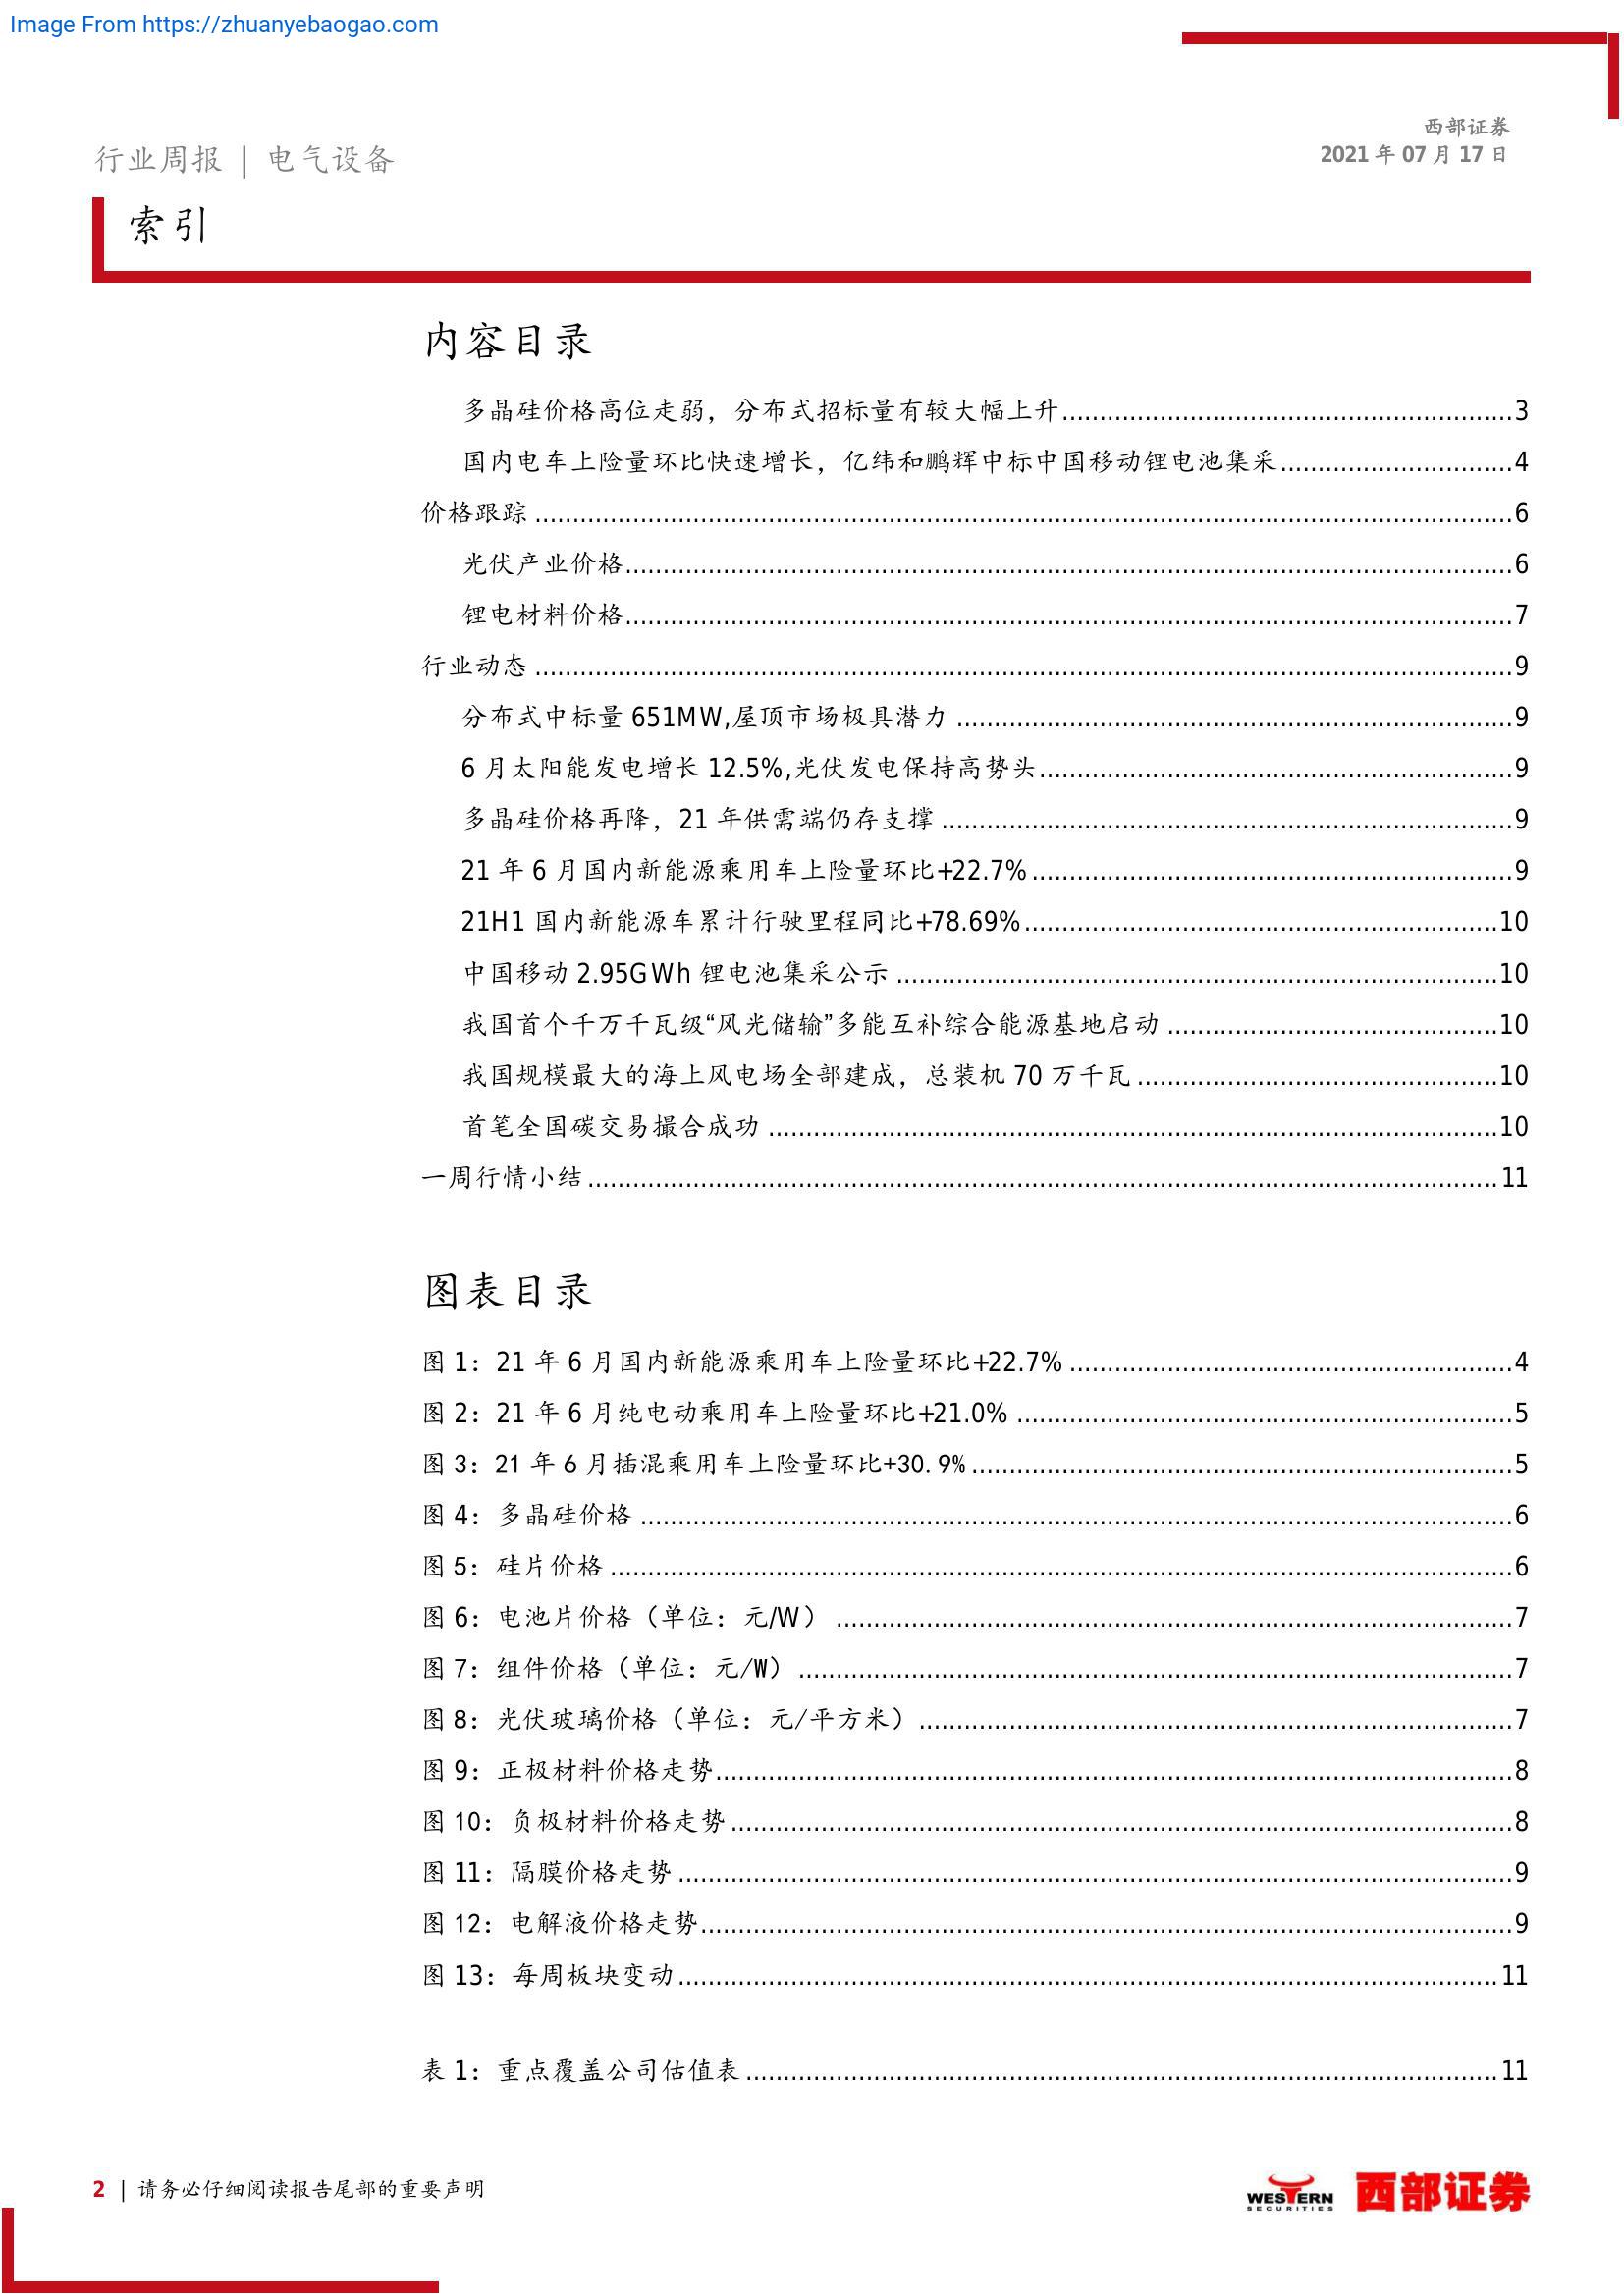 Image From https://zhuanyebaogao.com
西部证券
2021 年 07 月 17 日
行业周报 | 电气设备
索引
内容目录
多晶硅价格高位走弱，分布式招标量有较大幅上升............................................................3
国内电车上险量环比快速增长，亿纬和鹏辉中标中国移动锂电池集采...............................4
价格跟踪 ..................................................................................................................................6
光伏产业价格......................................................................................................................6
锂电材料价格......................................................................................................................7
行业动态 ..................................................................................................................................9
分布式中标量 651MW,屋顶市场极具潜力 ..........................................................................9
6 月太阳能发电增长 12.5%,光伏发电保持高势头...............................................................9
多晶硅价格再降，21 年供需端仍存支撑 ............................................................................9
21 年 6 月国内新能源乘用车上险量环比+22.7%................................................................9
21H1 国内新能源车累计行驶里程同比+78.69%...............................................................10
中国移动 2.95GWh 锂电池集采公示 ................................................................................10
我国首个千万千瓦级“风光储输”多能互补综合能源基地启动 ............................................10
我国规模最大的海上风电场全部建成，总装机 70 万千瓦 ................................................10
首笔全国碳交易撮合成功 .................................................................................................10
一周行情小结 .........................................................................................................................11
图表目录
图 1：21 年 6 月国内新能源乘用车上险量环比+22.7% ...........................................................4
图 2：21 年 6 月纯电动乘用车上险量环比+21.0% ..................................................................5
图 3：21 年 6 月插混乘用车上险量环比+30.9%........................................................................5
图 4：多晶硅价格 ....................................................................................................................6
图 5：硅片价格 ........................................................................................................................6
图 6：电池片价格（单位：元/W） ..........................................................................................7
图 7：组件价格（单位：元/W） ...............................................................................................7
图 8：光伏玻璃价格（单位：元/平方米） ...............................................................................7
图 9：正极材料价格走势..........................................................................................................8
图 10：负极材料价格走势 ........................................................................................................8
图 11：隔膜价格走势 ...............................................................................................................9
图 12：电解液价格走势............................................................................................................9
图 13：每周板块变动.............................................................................................................11
表 1：重点覆盖公司估值表 ....................................................................................................11
2 | 请务必仔细阅读报告尾部的重要声明
WESTERN
SECURITIES
西部证券